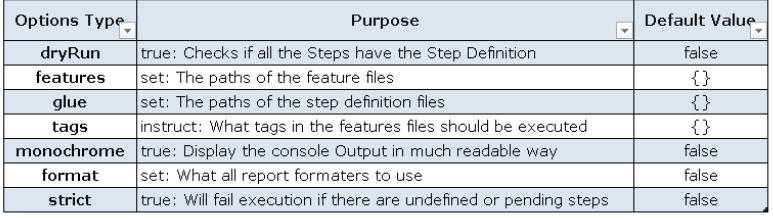 Options Type Purpose Default Value
dryRun true: Checks if all the Steps have the Step Definition false
features set: The paths of the feature files {}
glue set: The paths of the step definition files {}
tags instruct: What tags in the features files should be executed {}
monochrome true: Display the console Output in much readable way false
format set: What all report formaters to use false
strict true: Will fail execution if there are undefined or pending steps false